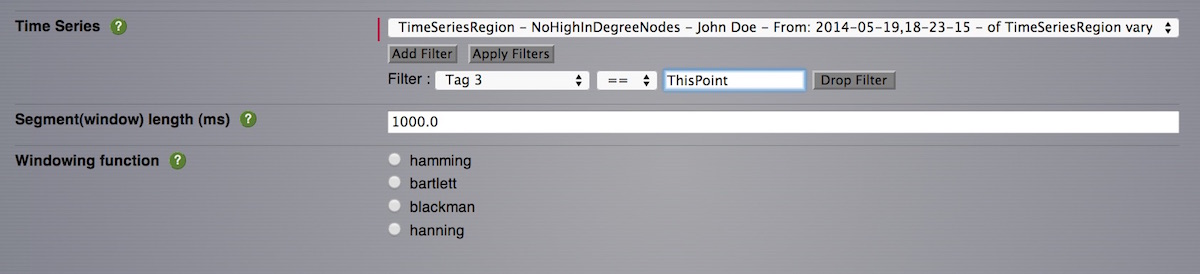 Time Series ? TimeSeriesRegion – NoHighInDegreeNodes – John Doe – From: 2014-05-19,18-23-15 – of TimeSeriesRegion vary
Add Filter Apply Filters
Filter : Tag 3 == ThisPoint Drop Filter
Segment(window) length (ms) ? 1000.0
Windowing function ? hamming
bartlett
blackman
hanning